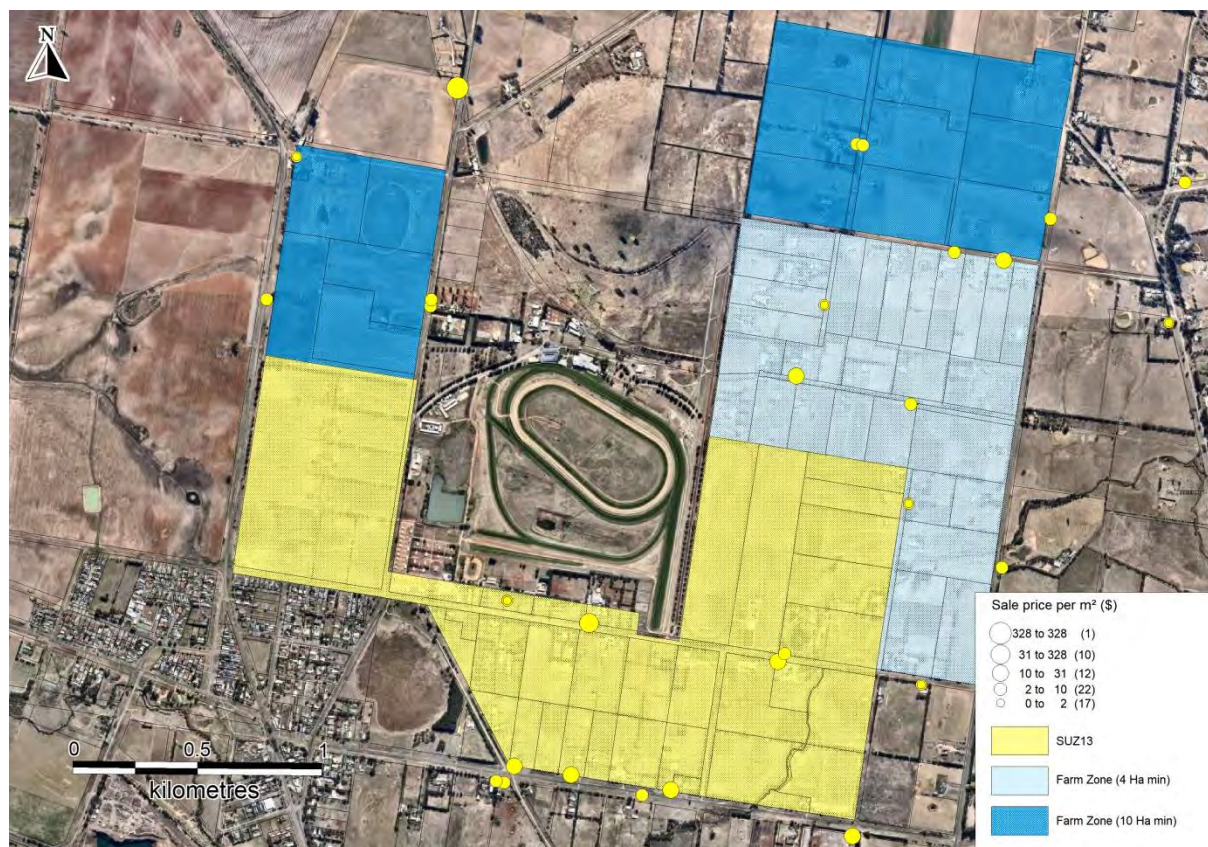 N
0
0.5
1
kilometres
Sale price per m² ($)
328 to 328 (1)
31 to 328 (10)
10 to 31 (12)
2 to 10 (22)
0 to 2 (17)
SUZ13
Farm Zone (4 Ha min)
Farm Zone (10 Ha min)